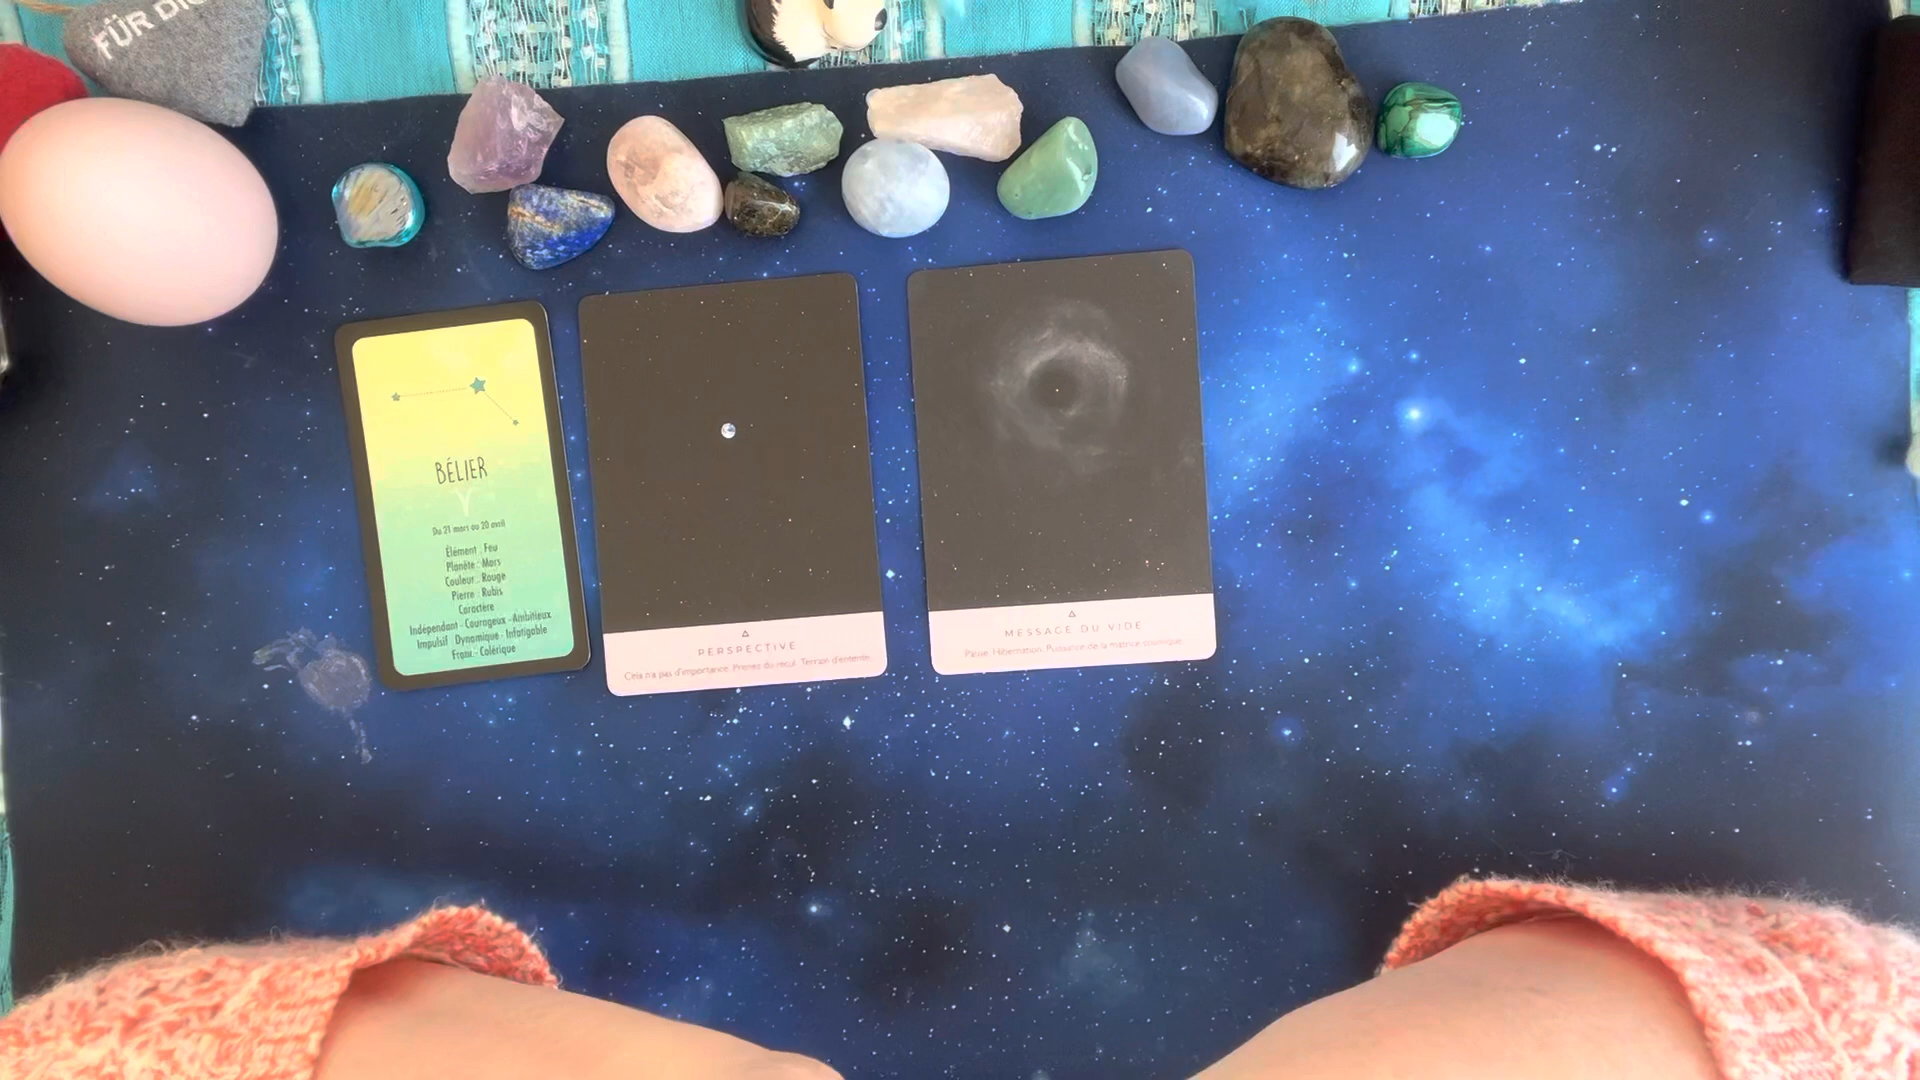 FÜR DIC
BÉLIER
Du 21 mars au 20 avril
Élément : Feu
Planète : Mars
Couleur : Rouge
Pierre : Rubis
Caractère
Indépendant - Courageux - Ambitieux
Impulsif - Dynamique - Infatigable
Franc - Colérique
PERSPECTIVE
Cela n'a pas d'importance. Prenez du recul. Terrain d'entente.
MESSAGE DU VIDE
Pause. Hibernation. Puissance de la matrice cosmique.